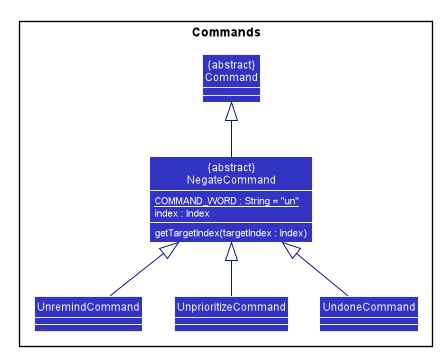 Commands
{abstract}
Command
{abstract}
NegateCommand
COMMAND_WORD : String = "un"
index : Index
getTargetIndex(targetIndex : Index)
UnremindCommand
UnprioritizeCommand
UndoneCommand